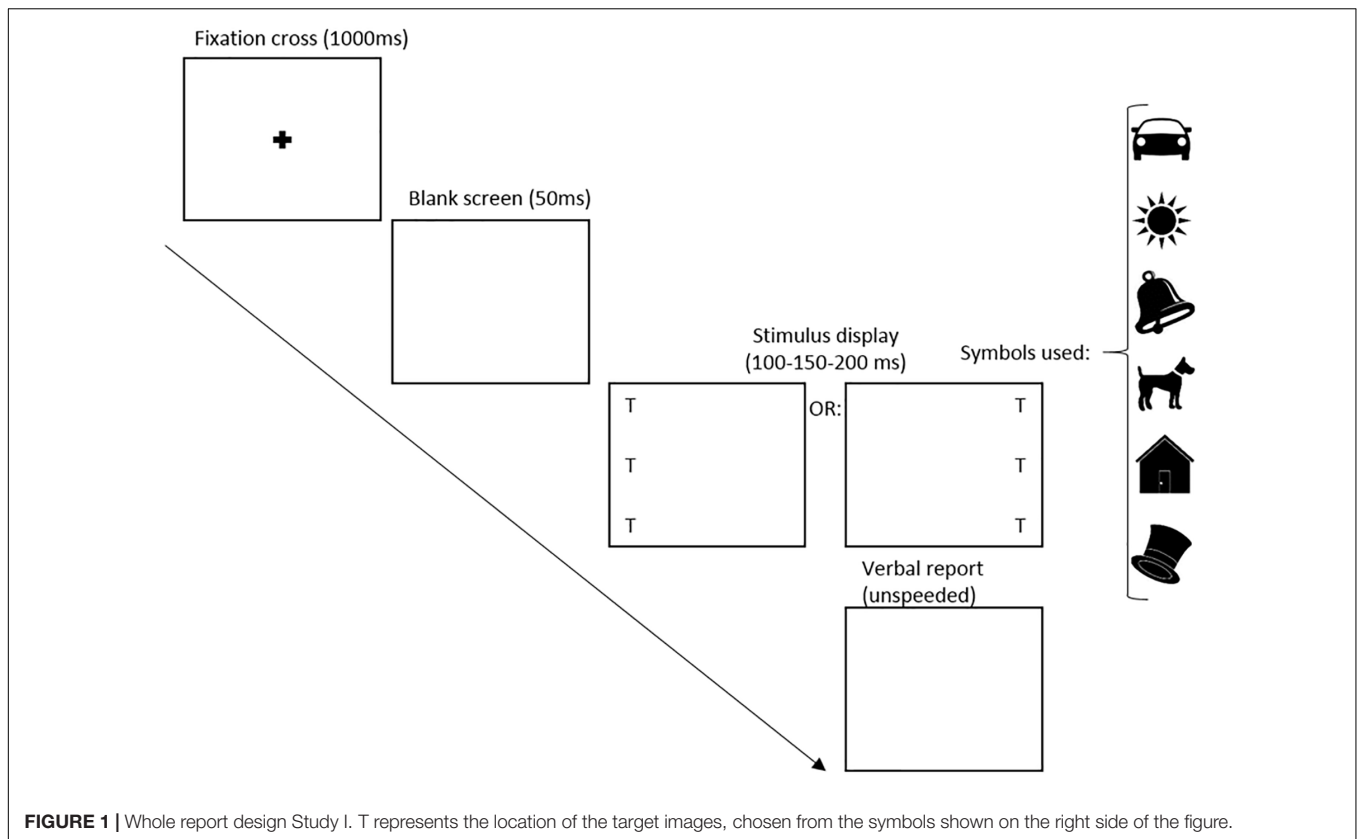 Fixation cross (1000ms)
Blank screen (50ms)
Stimulus display
(100-150-200 ms)
Symbols used:
T
T
T
OR:
T
T
T
Verbal report
(unspeeded)
FIGURE 1 | Whole report design Study I. T represents the location of the target images, chosen from the symbols shown on the right side of the figure.